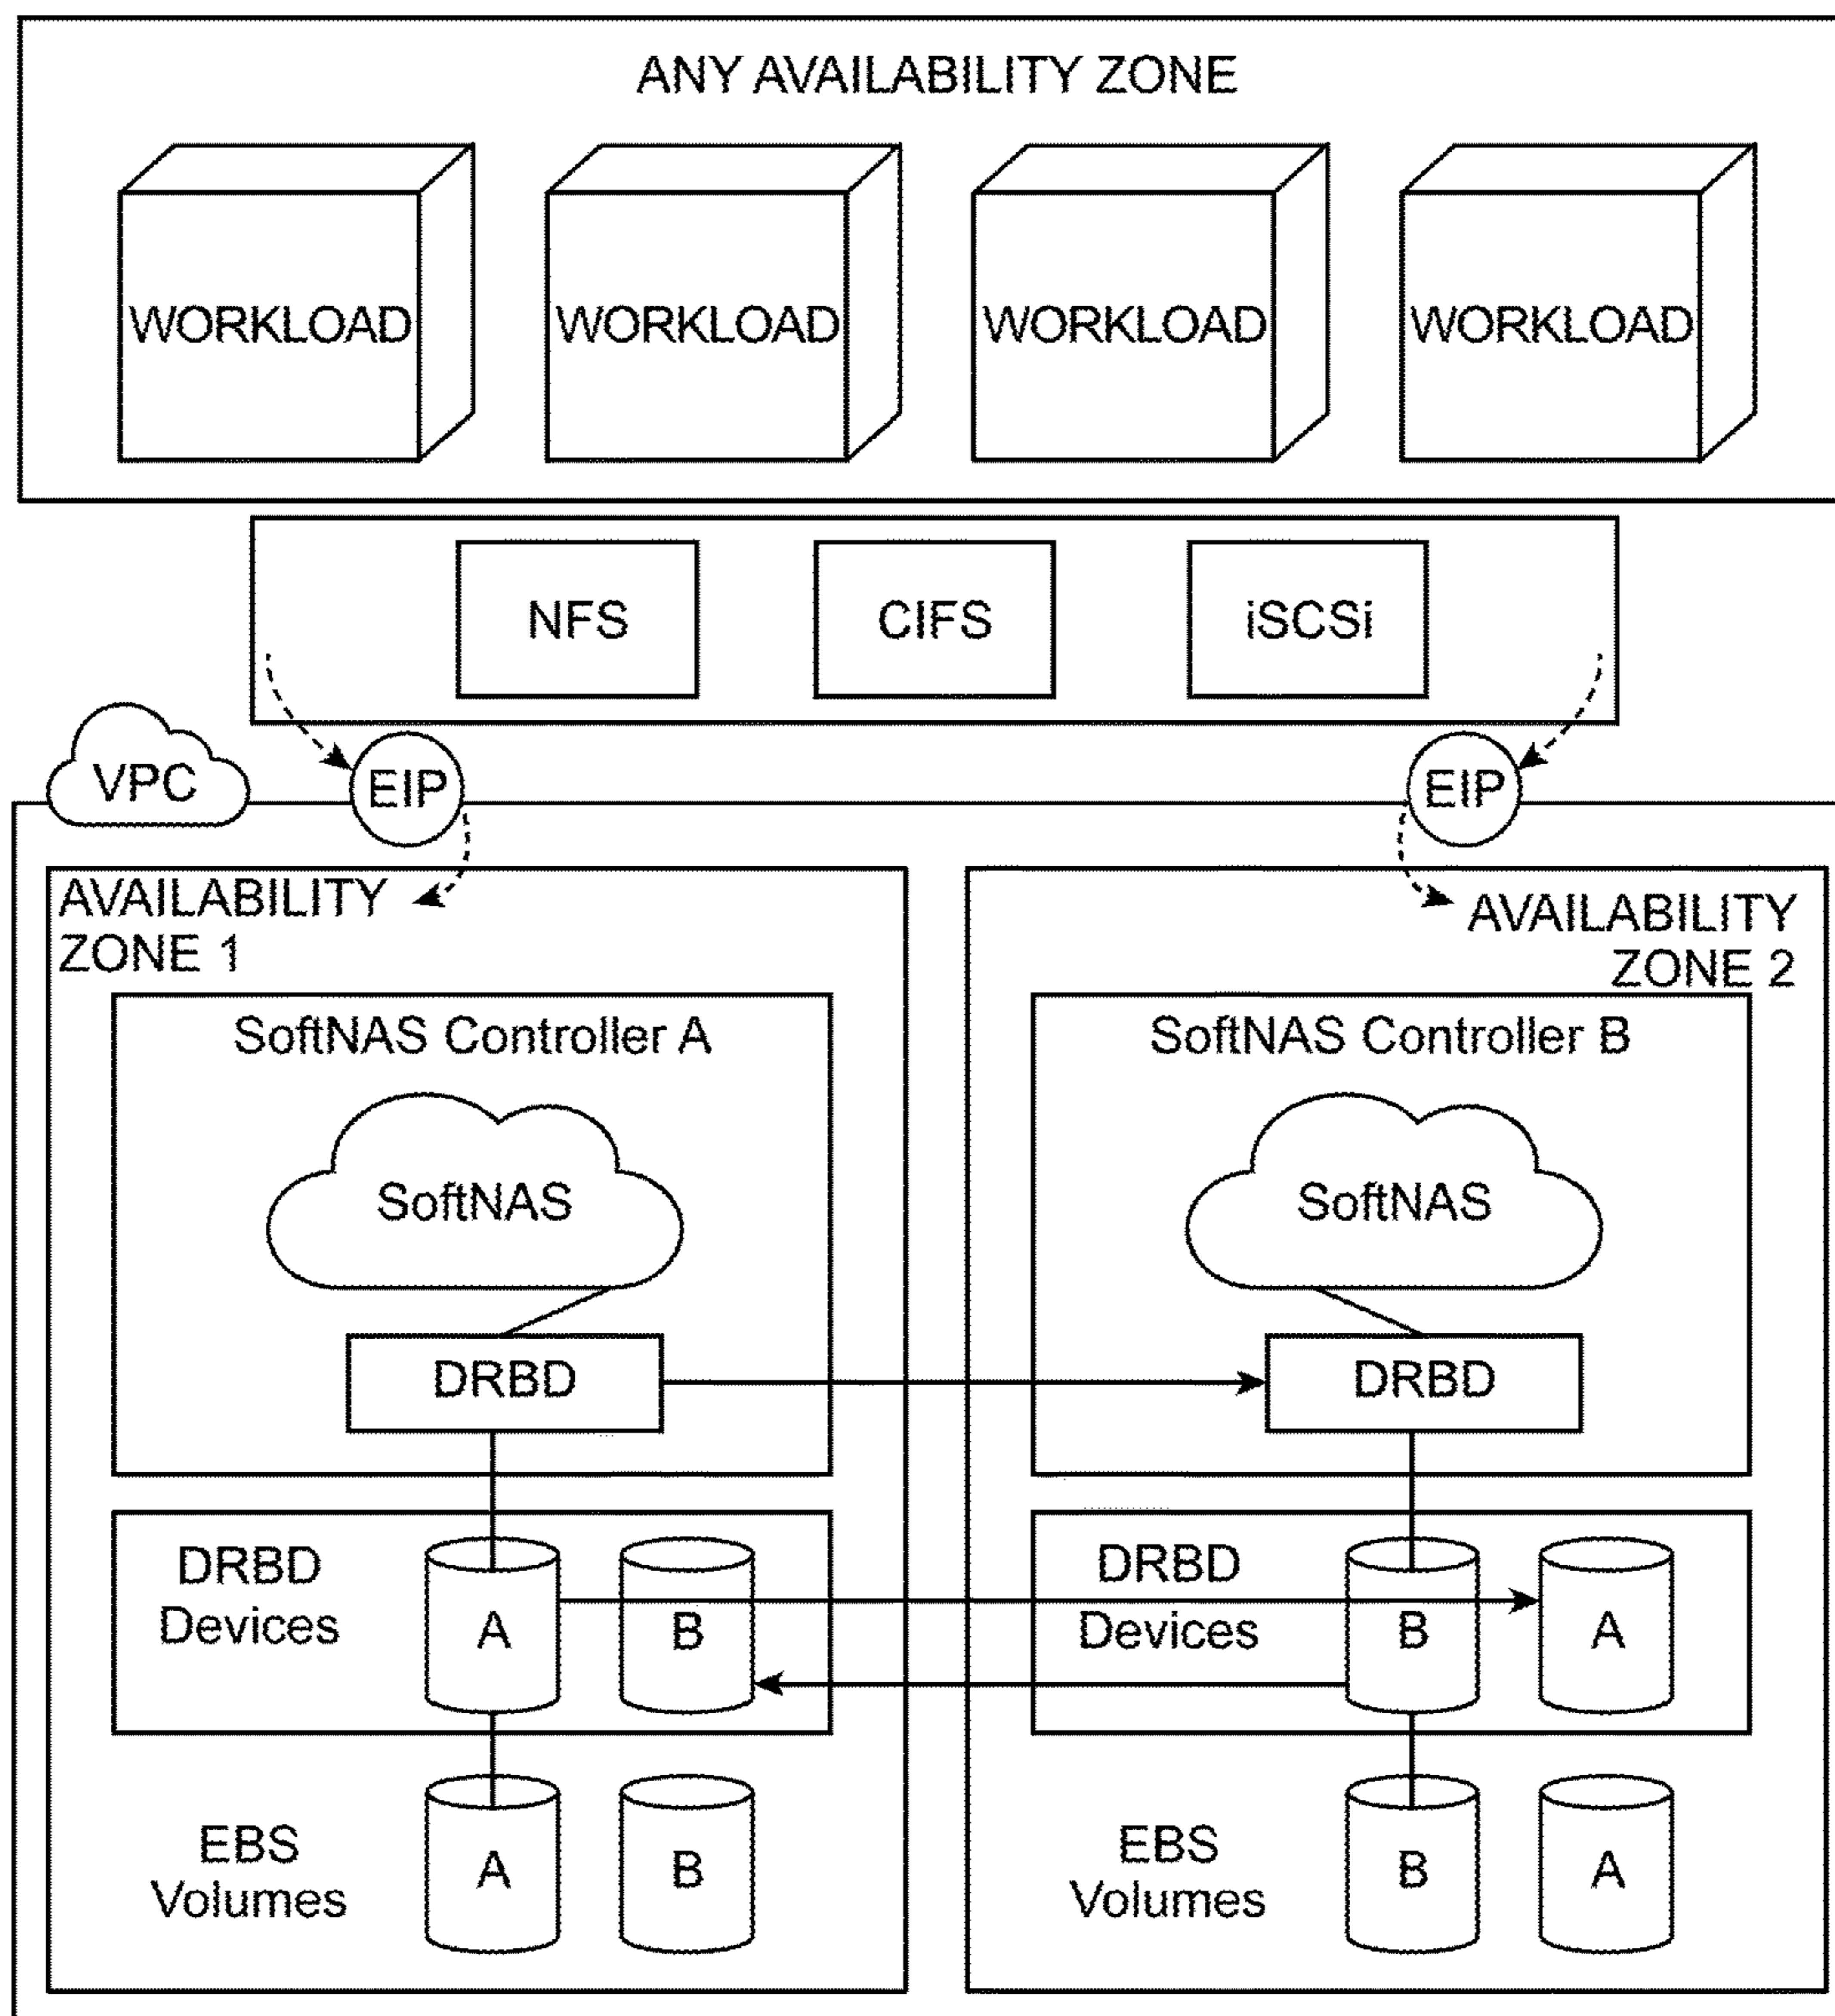 ANY AVAILABILITY ZONE
WORKLOAD
WORKLOAD
WORKLOAD
WORKLOAD
NFS
CIFS
iSCSi
VPC
EIP
EIP
AVAILABILITY
ZONE 1
SoftNAS Controller A
SoftNAS
DRBD
DRBD
Devices
A
B
EBS
Volumes
A
B
AVAILABILITY
ZONE 2
SoftNAS Controller B
SoftNAS
DRBD
DRBD
Devices
B
A
EBS
Volumes
B
A